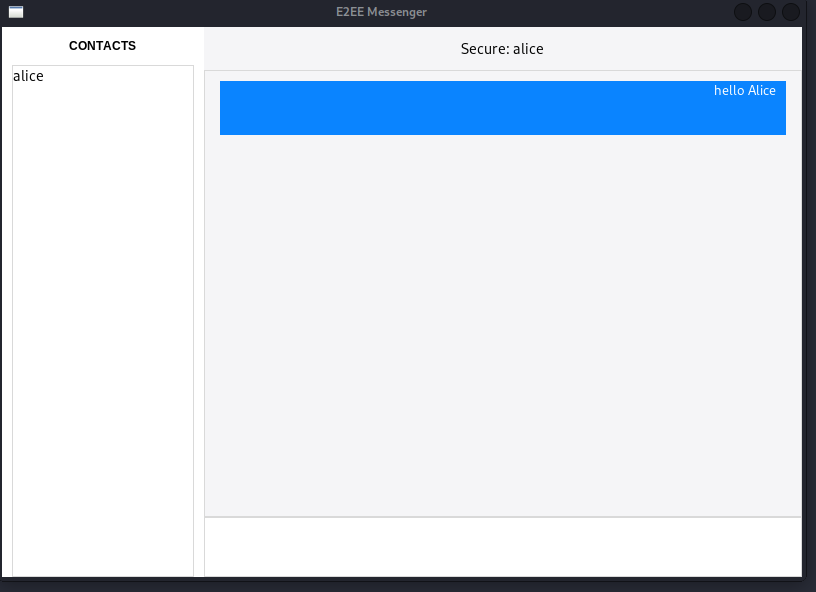 E2EE Messenger
CONTACTS
alice
Secure: alice
hello Alice